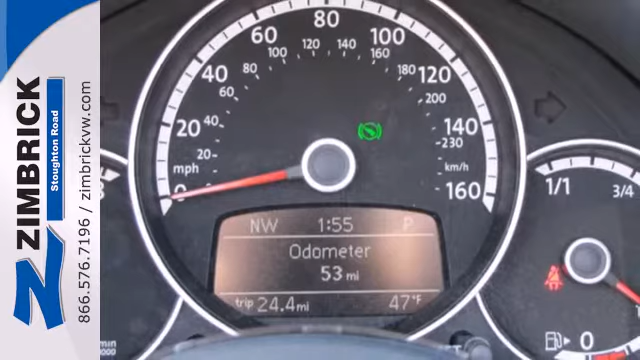 ZIMBRICK
Stoughton Road
866.576.7196 / zimbrickvw.com
80
60
100
100
120
140
160
40
80
180
120
60
200
20
40
140
230
20
mph
km/h
0
160
NW 1:55 P
Odometer
53 mi
trip 24.4 mi 47°F
1/1
3/4
0
min